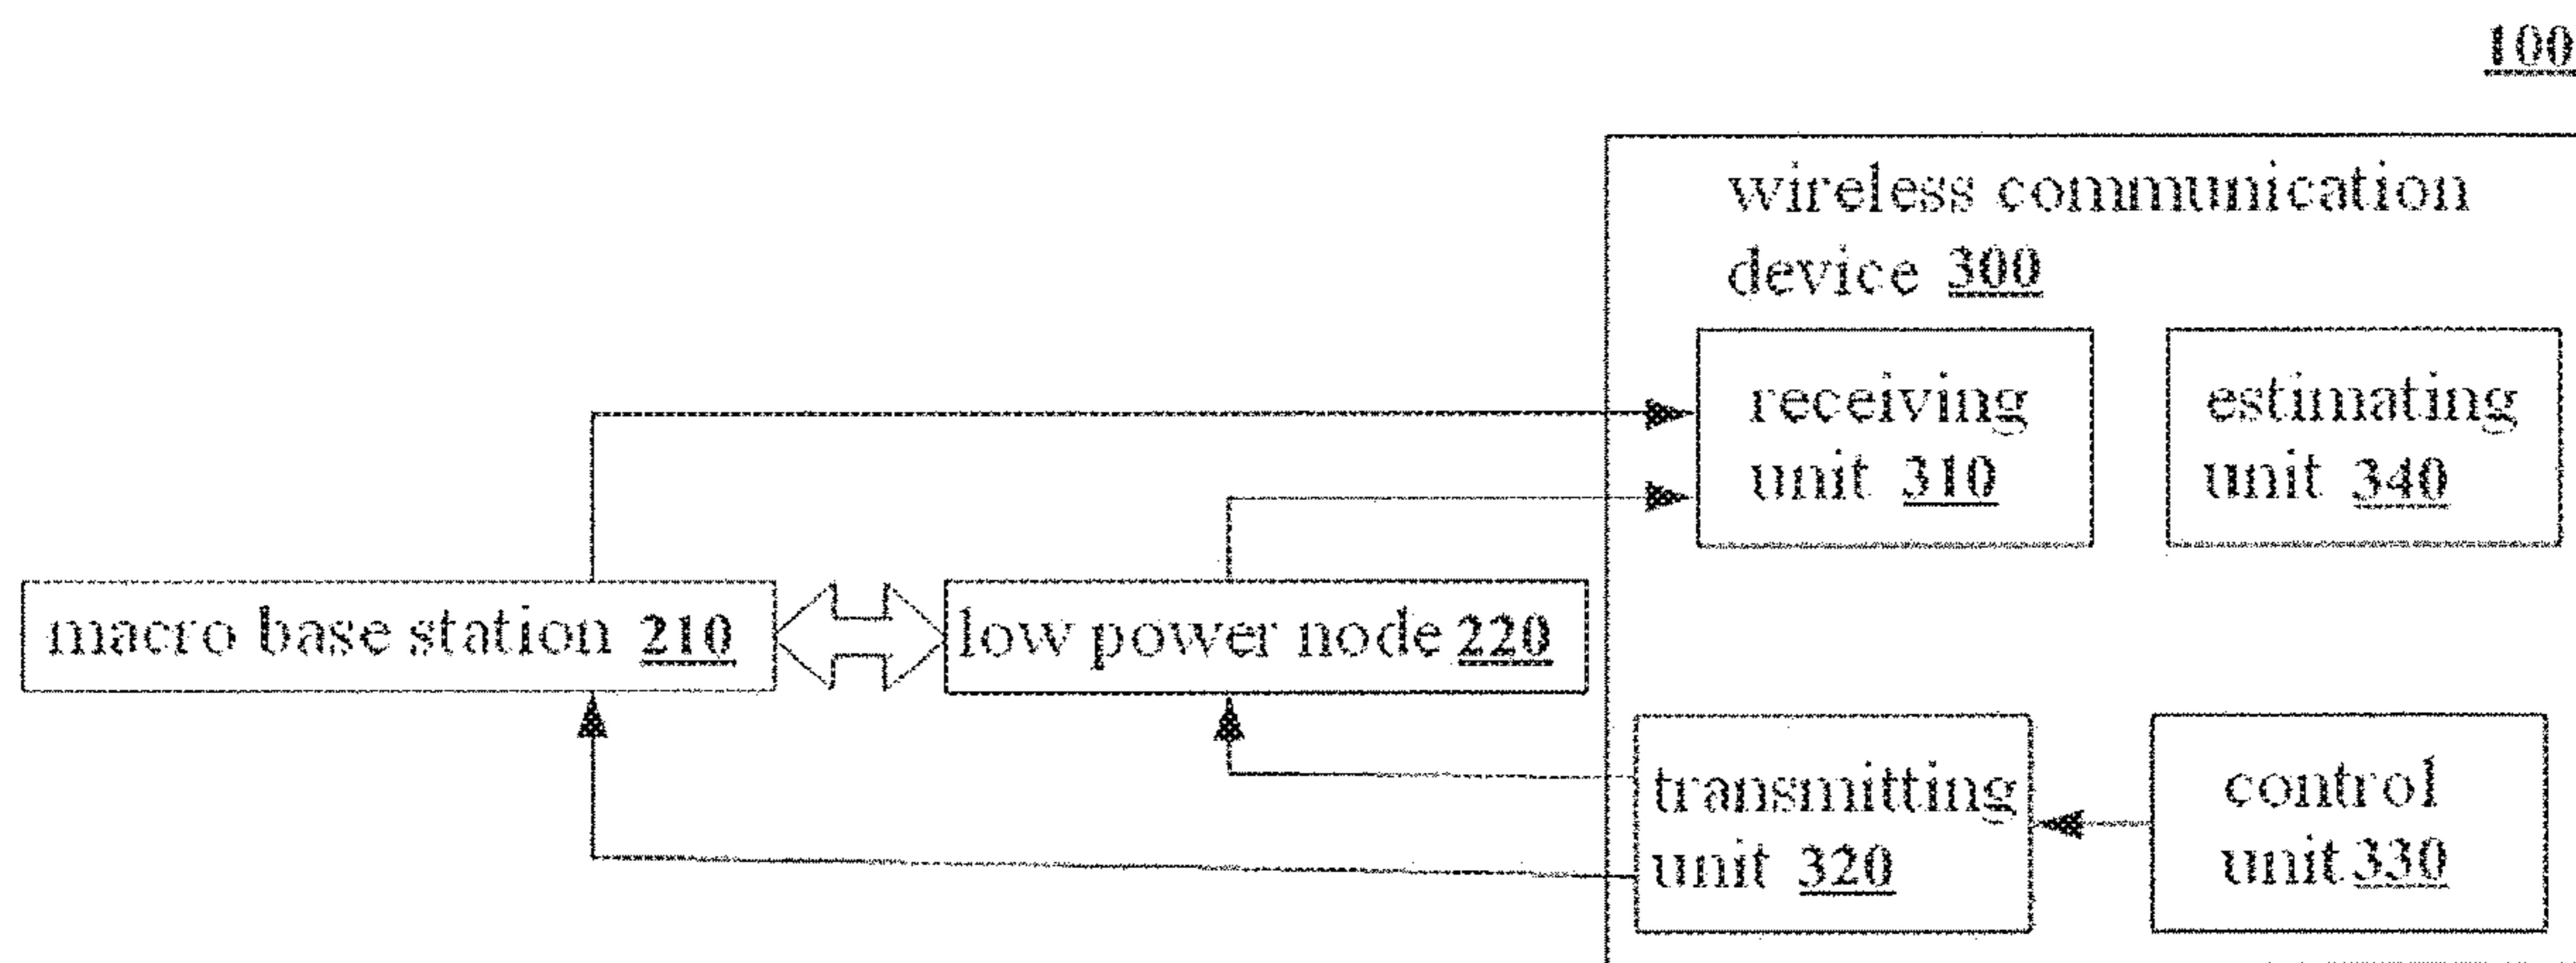 100
wireless communication
device 300
receiving
unit 310
estimating
unit 340
macro base station 210
low power node 220
transmitting
unit 320
control
unit 330